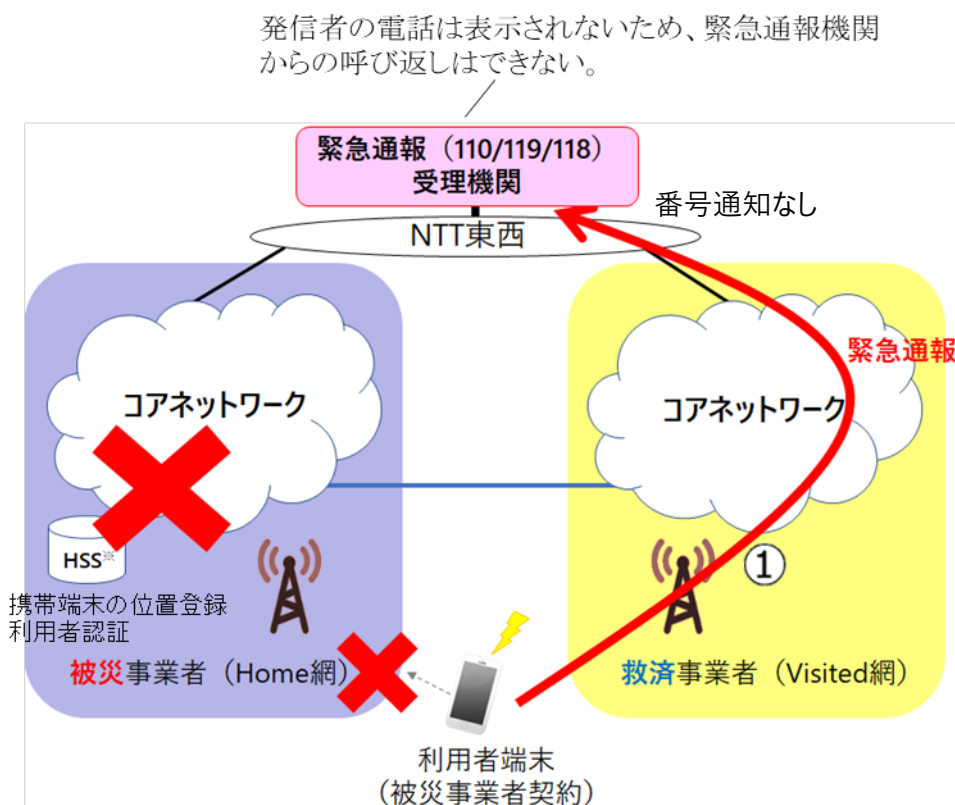 発信者の電話は表示されないため、緊急通報機関
からの呼び返しはできない。
緊急通報（110/119/118）
受理機関
番号通知なし
NTT東西
緊急通報
コアネットワーク
コアネットワーク
HSS※
①
携帯端末の位置登録
利用者認証
被災事業者（Home網）
救済事業者（Visited網）
利用者端末
（被災事業者契約）